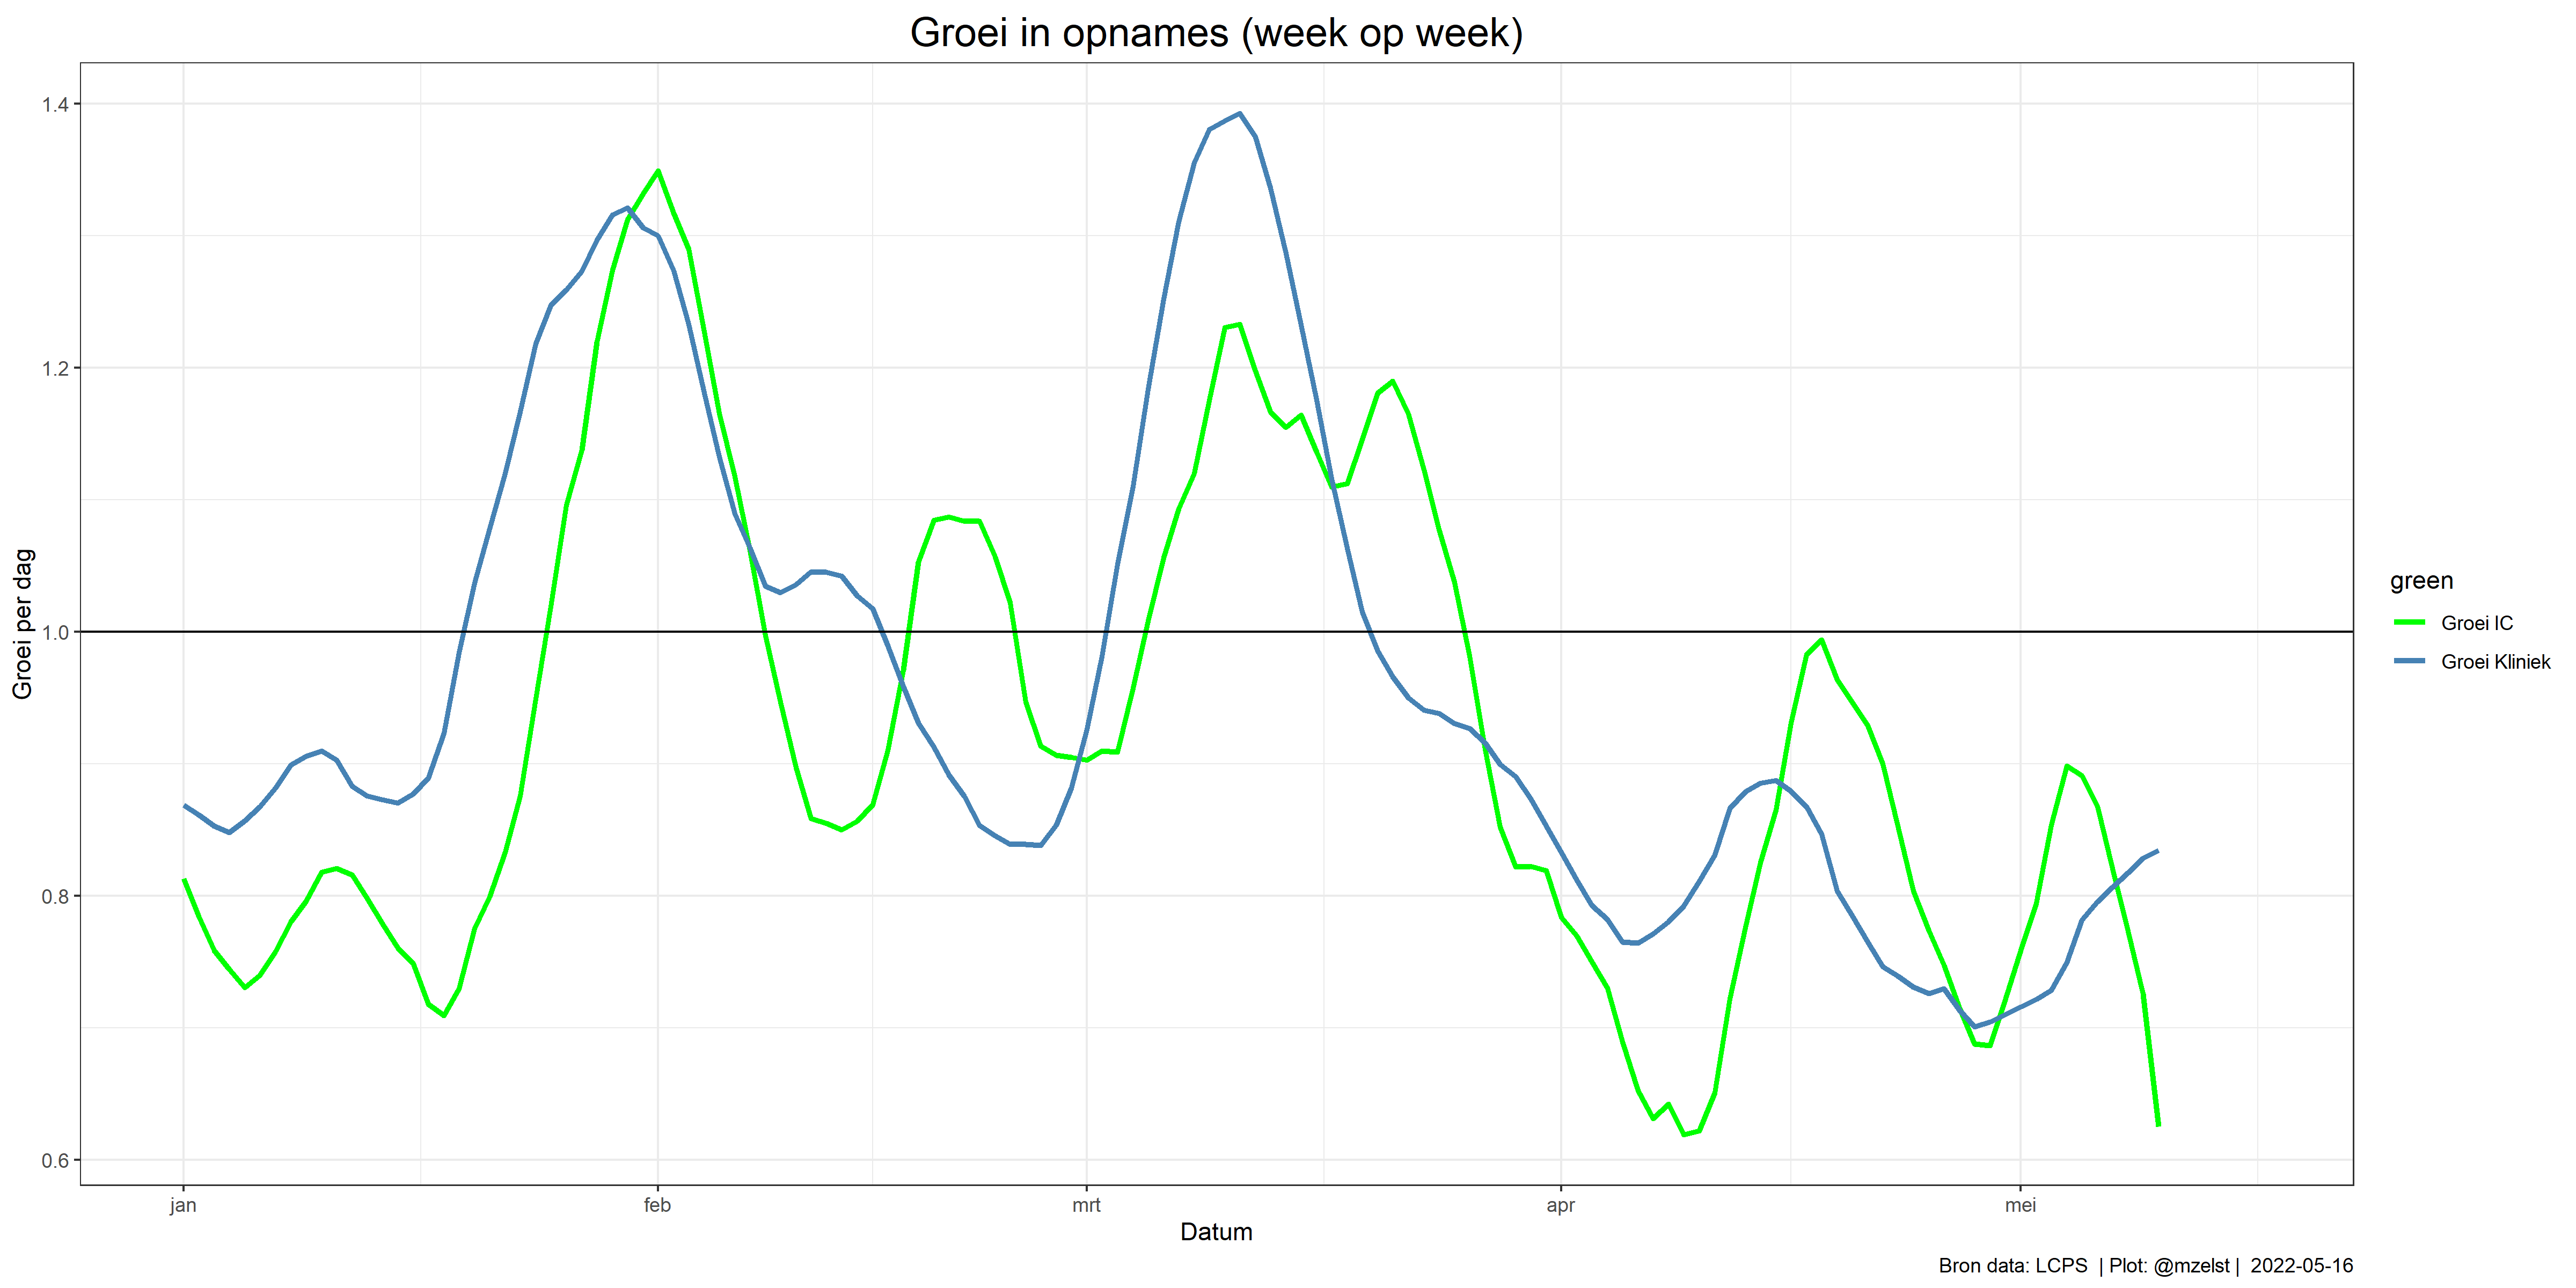 Groei in opnames (week op week)
1.4
1.2
1.0
0.8
0.6
Groei per dag
jan feb mrt apr mei
Datum
green
Groei IC
Groei Kliniek
Bron data: LCPS | Plot: @mzelst | 2022-05-16